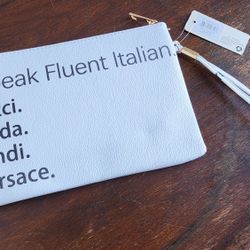 eak Fluent Italian.
ci.
da.
ndi.
rsace.